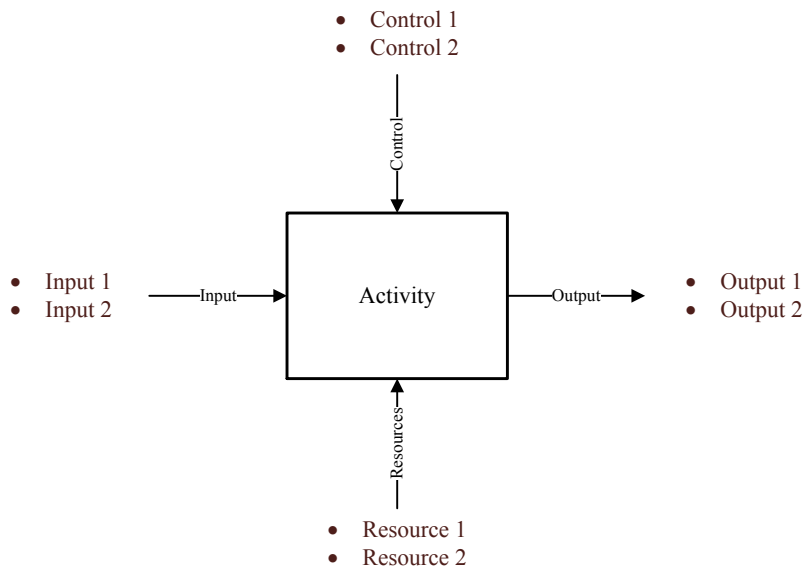 • Control 1
• Control 2
Control
• Input 1
• Input 2
Input
Activity
Output
• Output 1
• Output 2
Resources
• Resource 1
• Resource 2